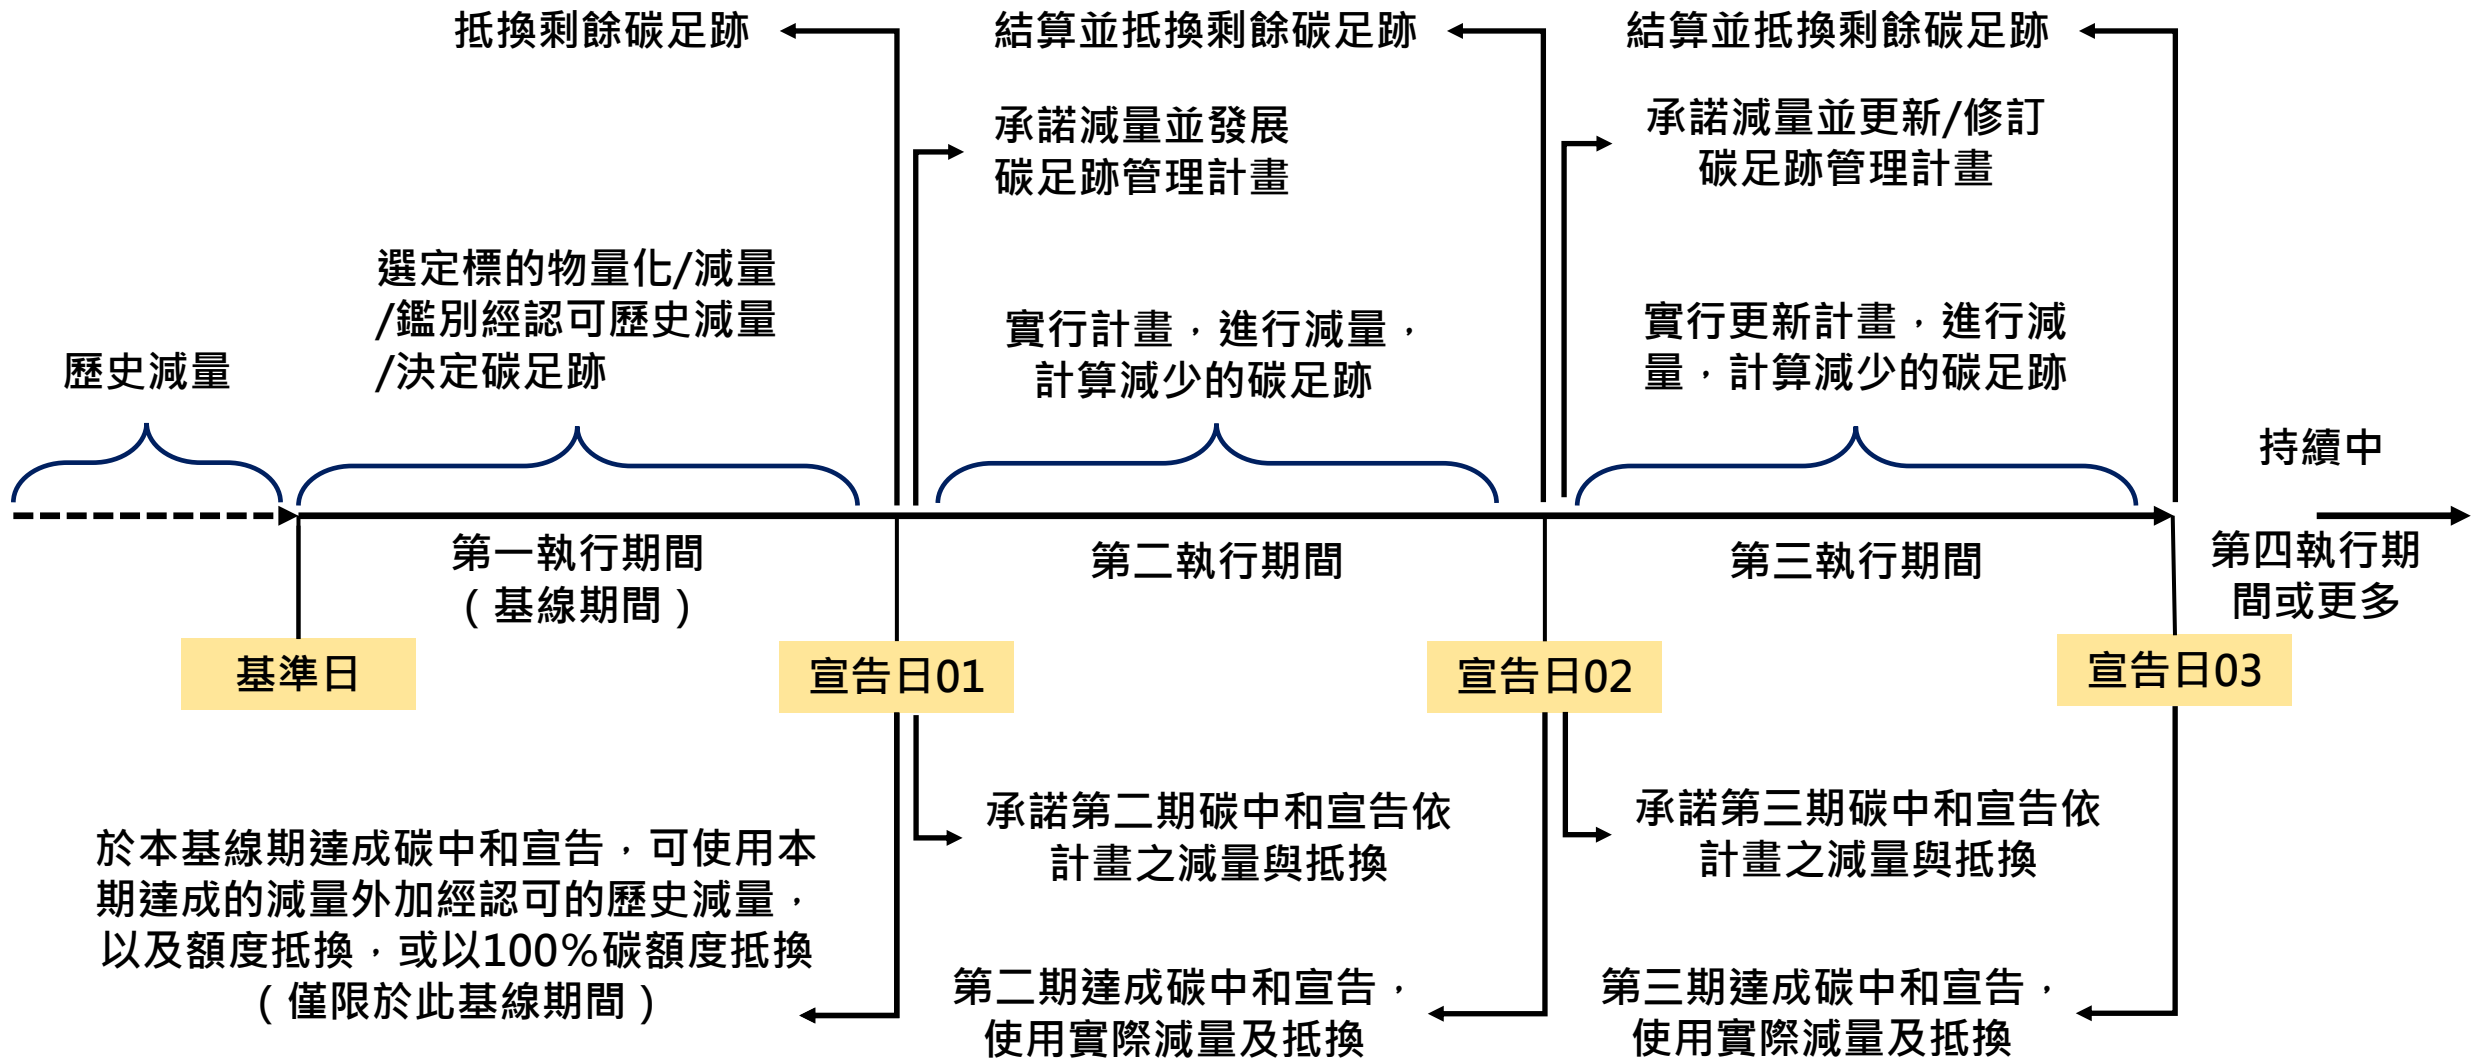 抵換剩餘碳足跡
結算並抵換剩餘碳足跡
結算並抵換剩餘碳足跡
承諾減量並發展
碳足跡管理計畫
承諾減量並更新/修訂
碳足跡管理計畫
歷史減量
選定標的物量化/減量
/鑑別經認可歷史減量
/決定碳足跡
實行計畫，進行減量，
計算減少的碳足跡
實行更新計畫，進行減
量，計算減少的碳足跡
持續中
第一執行期間
（基線期間）
第二執行期間
第三執行期間
第四執行期
間或更多
基準日
宣告日01
宣告日02
宣告日03
於本基線期達成碳中和宣告，可使用本
期達成的減量外加經認可的歷史減量，
以及額度抵換，或以100%碳額度抵換
（僅限於此基線期間）
承諾第二期碳中和宣告依
計畫之減量與抵換
承諾第三期碳中和宣告依
計畫之減量與抵換
第二期達成碳中和宣告，
使用實際減量及抵換
第三期達成碳中和宣告，
使用實際減量及抵換